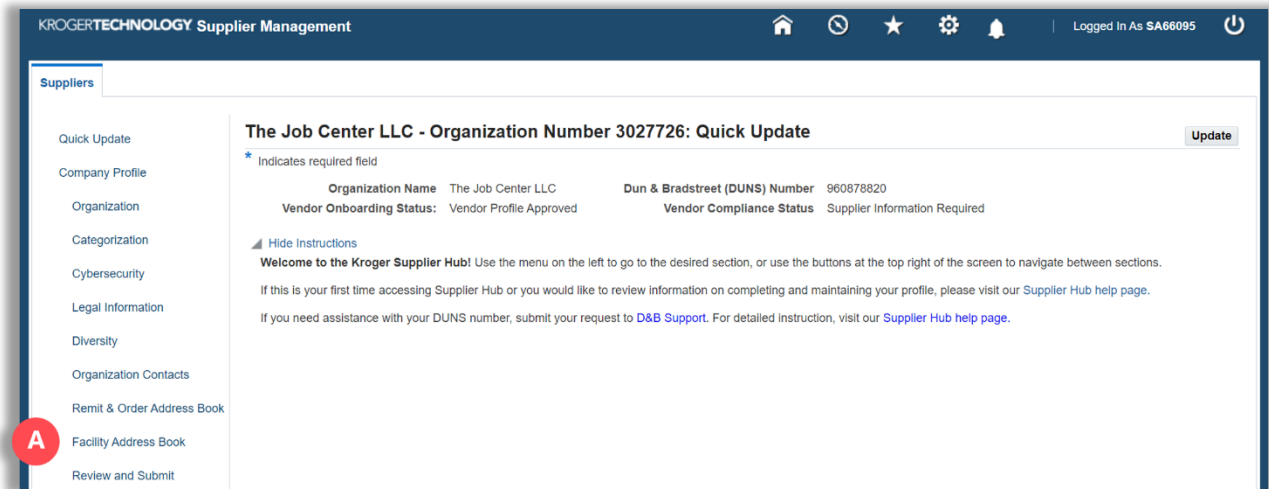 KROGERTECHNOLOGY Supplier Management
Logged In As SA66095
Suppliers
Quick Update
Company Profile
Organization
Categorization
Cybersecurity
Legal Information
Diversity
Organization Contacts
Remit & Order Address Book
A Facility Address Book
Review and Submit
The Job Center LLC - Organization Number 3027726: Quick Update
Update
* Indicates required field
Organization Name The Job Center LLC Dun & Bradstreet (DUNS) Number 960878820
Vendor Onboarding Status: Vendor Profile Approved Vendor Compliance Status Supplier Information Required
Hide Instructions
Welcome to the Kroger Supplier Hub! Use the menu on the left to go to the desired section, or use the buttons at the top right of the screen to navigate between sections.
If this is your first time accessing Supplier Hub or you would like to review information on completing and maintaining your profile, please visit our Supplier Hub help page.
If you need assistance with your DUNS number, submit your request to D&B Support. For detailed instruction, visit our Supplier Hub help page.